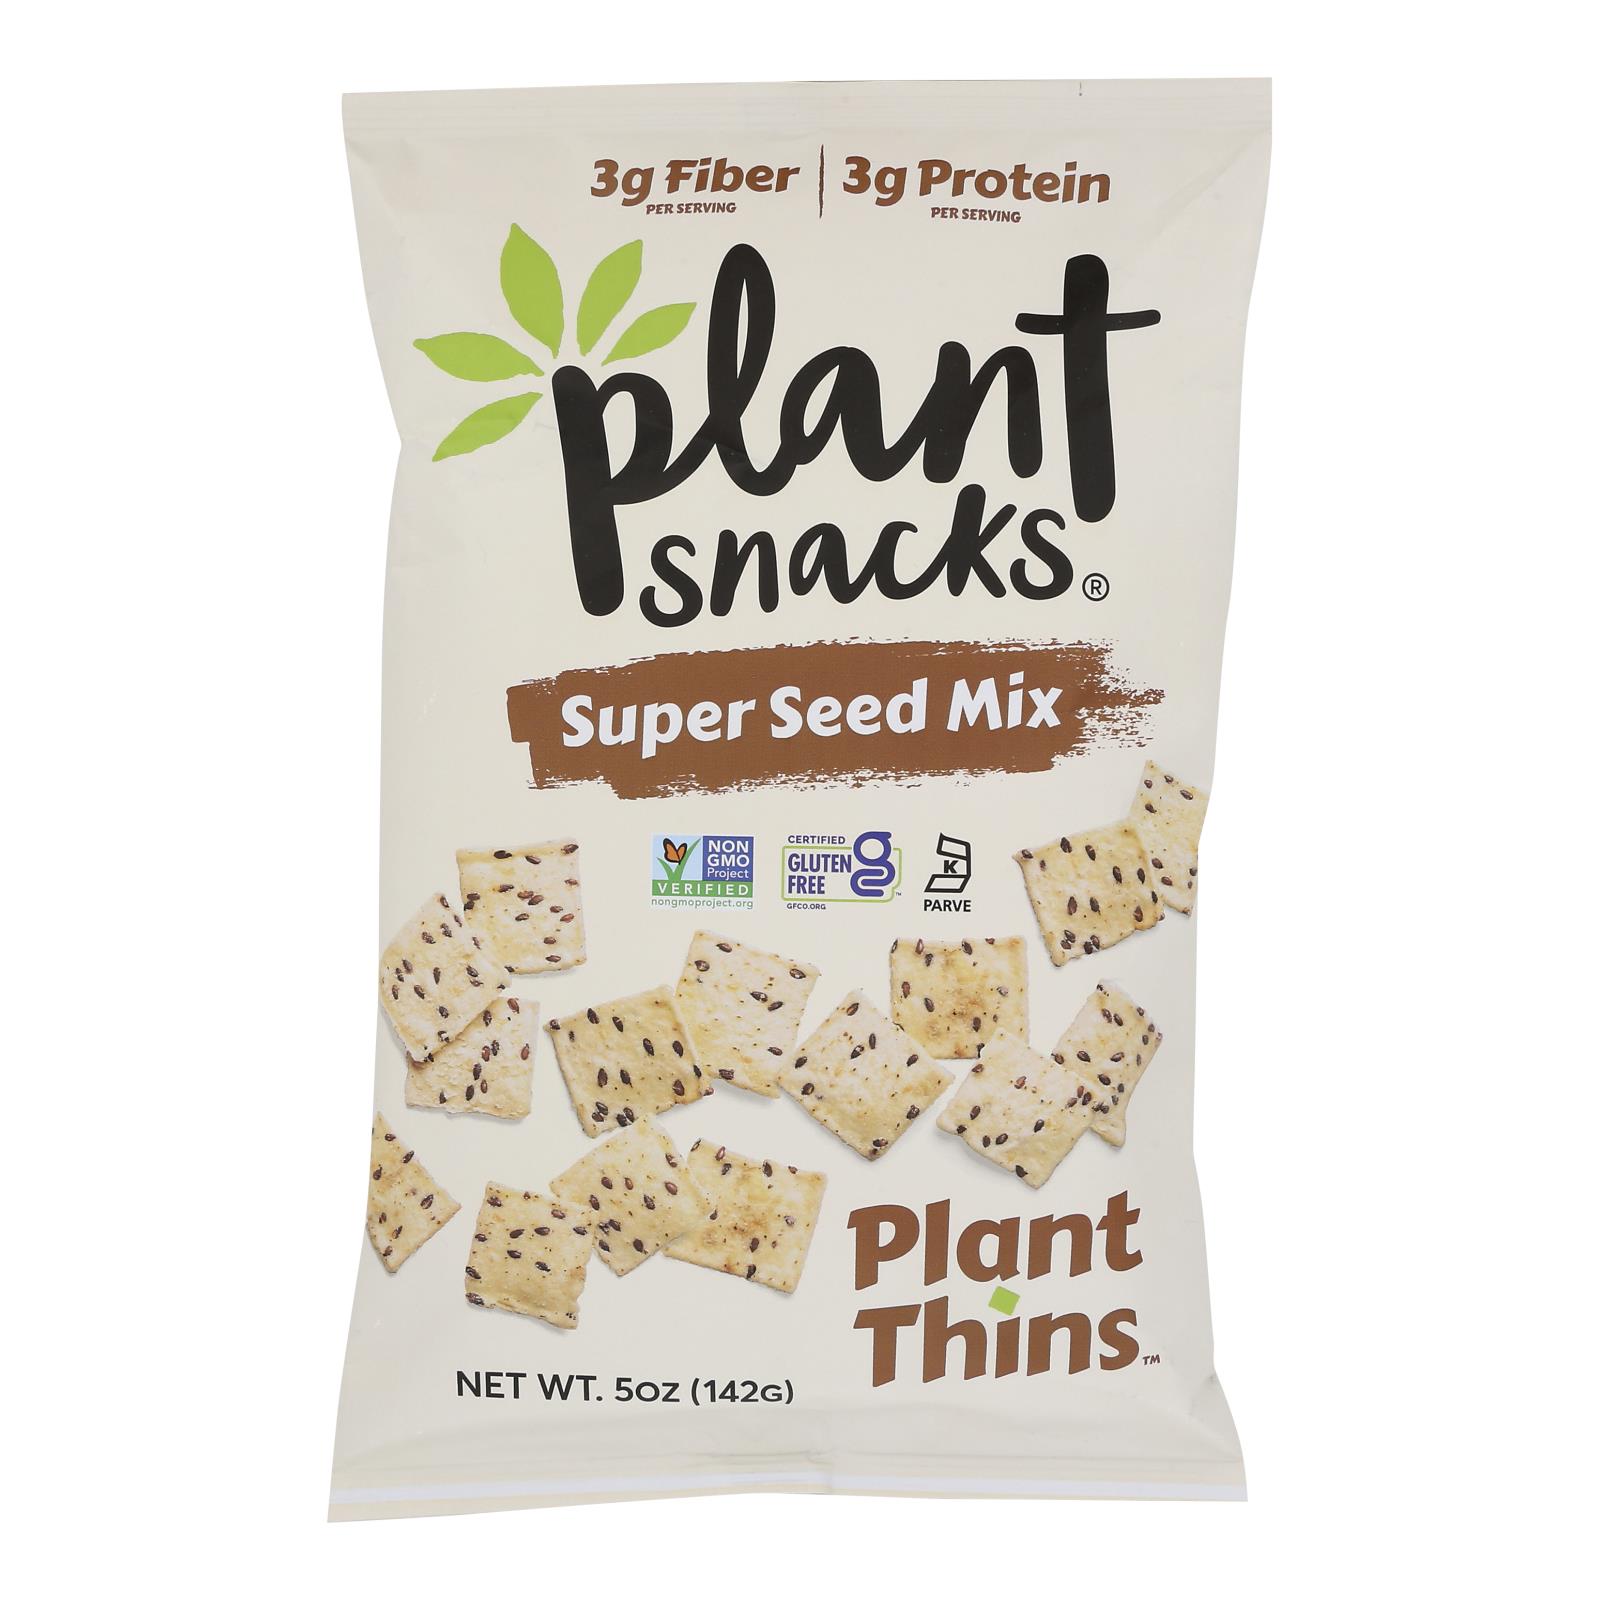 3g Fiber | 3g Protein
PER SERVING PER SERVING
plant
snacks®
Super Seed Mix
NON
GMO
Project
VERIFIED
nongmoproject.org
CERTIFIED
GLUTEN
FREE
g
™
GFCO.ORG
K
PARVE
Plant
Thins™
NET WT. 5OZ (142G)